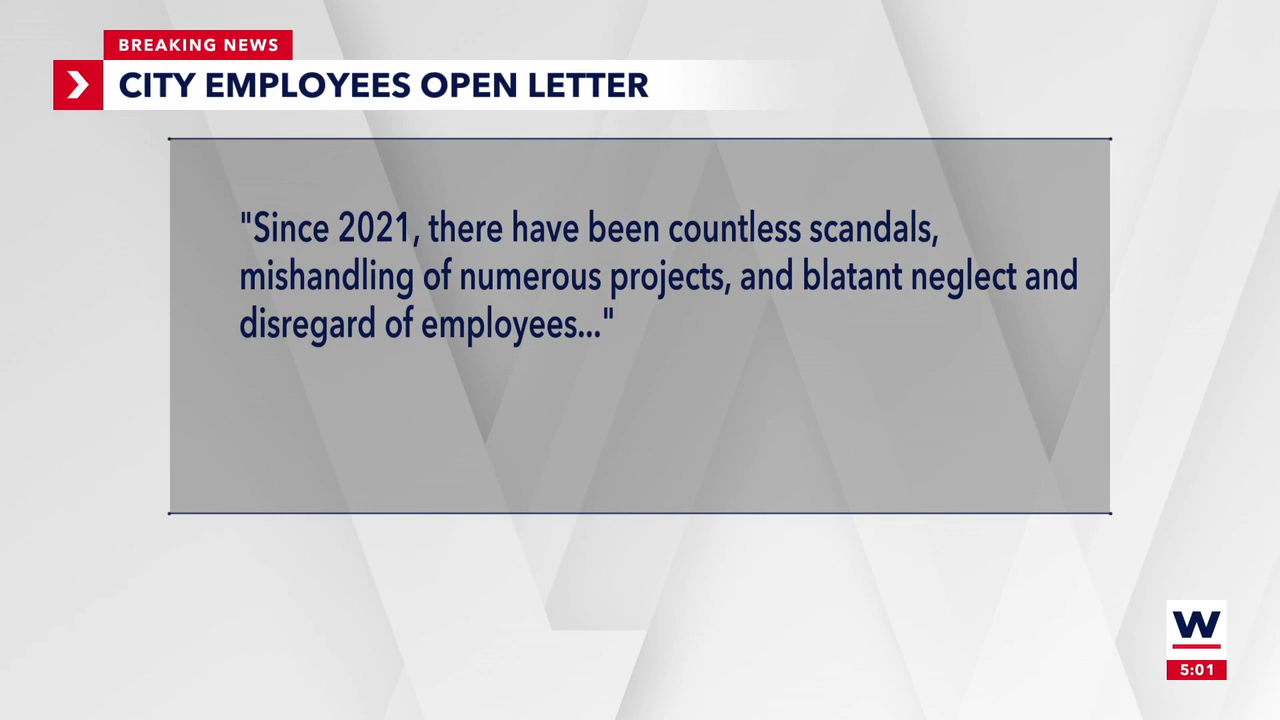 BREAKING NEWS
CITY EMPLOYEES OPEN LETTER
"Since 2021, there have been countless scandals,
mishandling of numerous projects, and blatant neglect and
disregard of employees..."
W
5:01